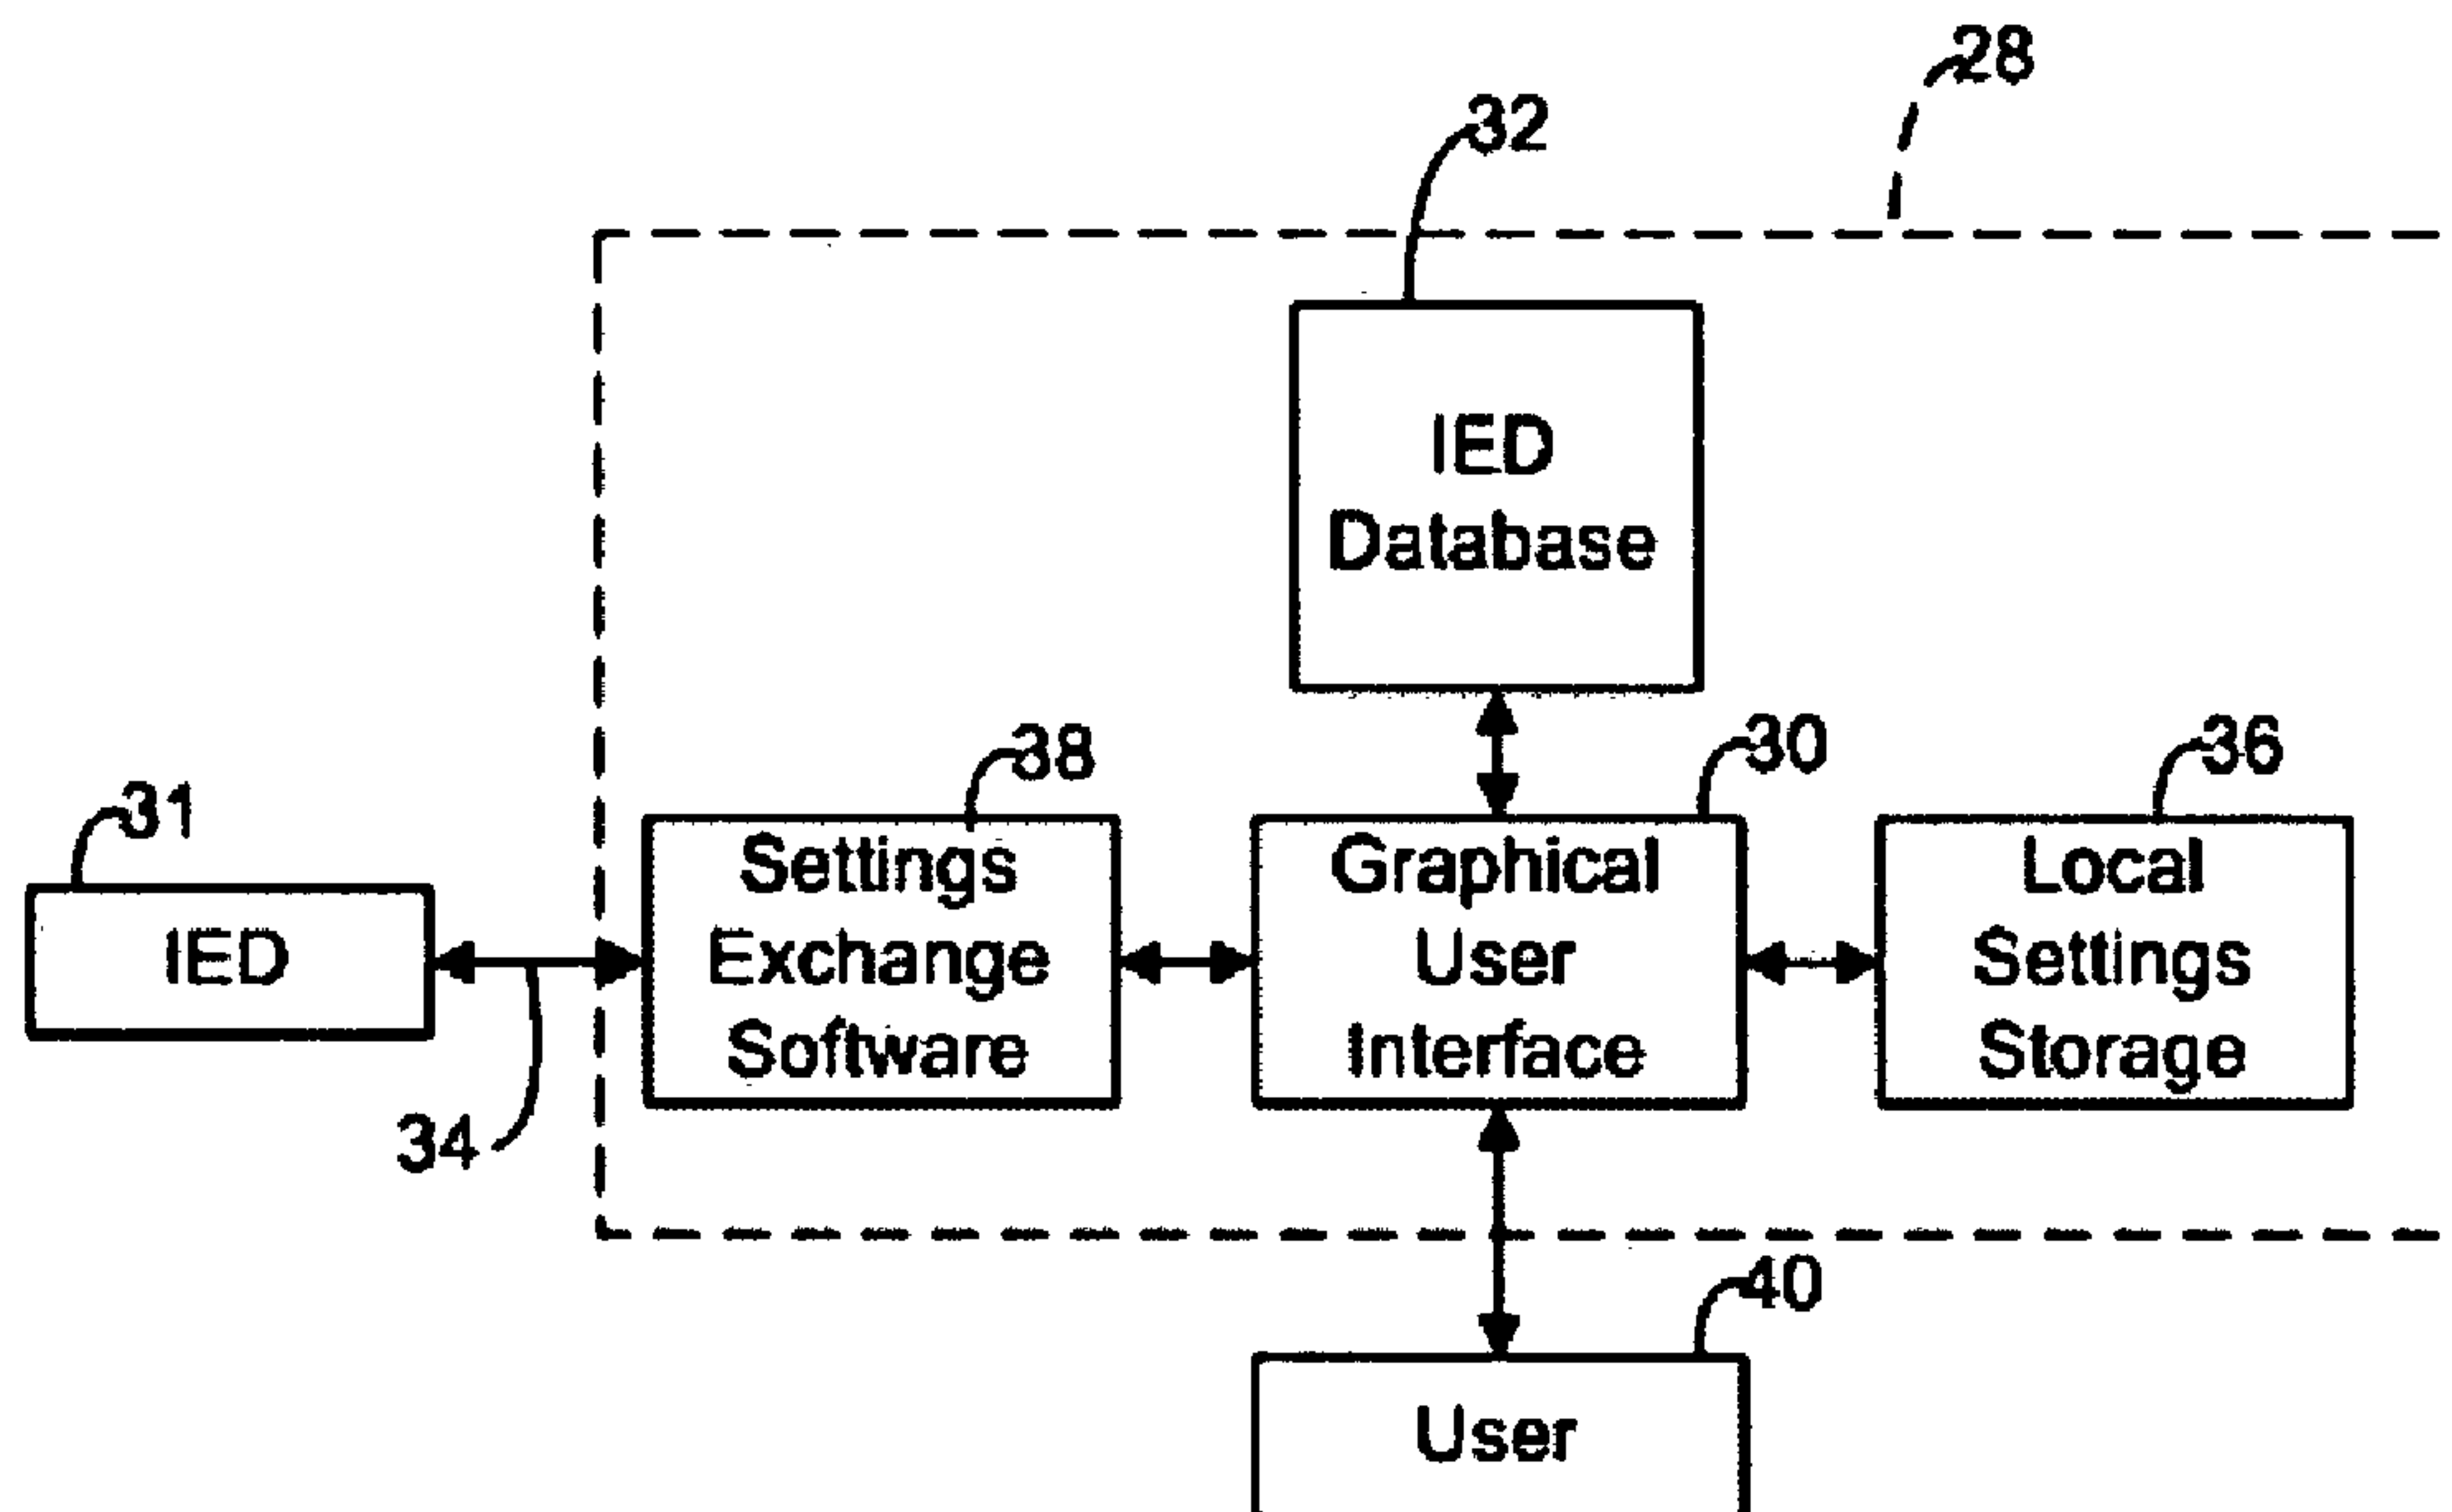 28
32
IED
Database
38
30
36
31
Settings
Exchange
Software
Graphical
User
Interface
Local
Settings
Storage
IED
34
40
User